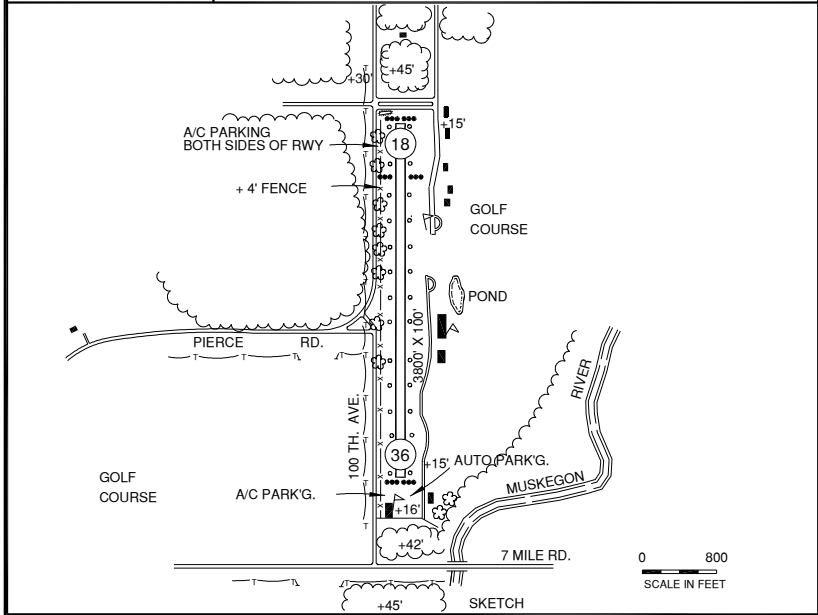 +45'
+30'
+15'
A/C PARKING
BOTH SIDES OF RWY
18
+ 4' FENCE
GOLF
COURSE
POND
PIERCE RD.
3800' X 100'
RIVER
100 TH. AVE.
36
+15'
AUTO PARK'G.
GOLF
COURSE
A/C PARK'G.
+16'
MUSKEGON
+42'
7 MILE RD.
0 800
SCALE IN FEET
+45'
SKETCH